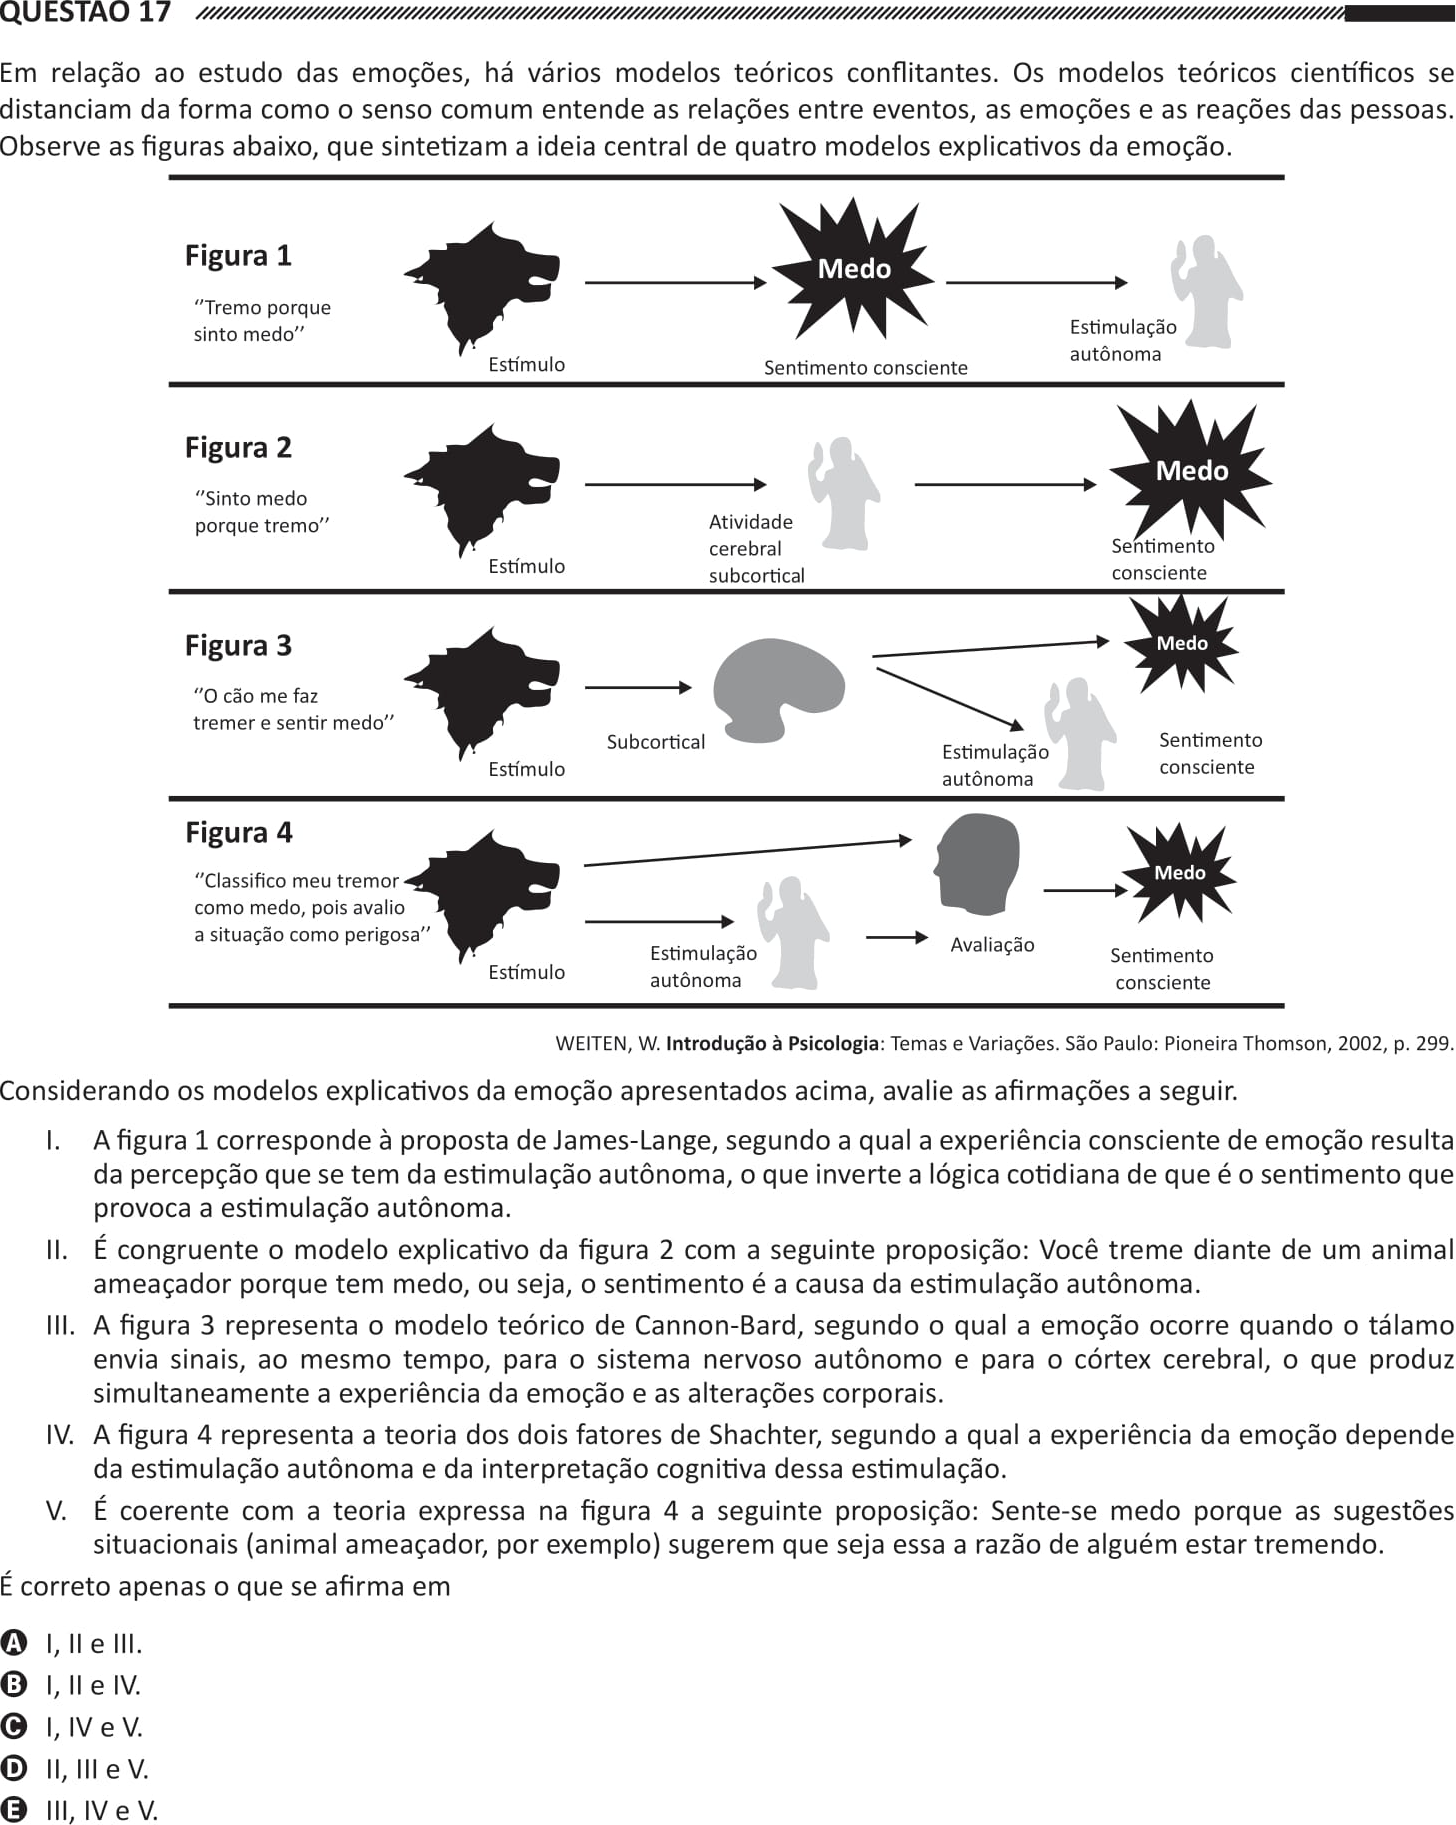 QUESTÃO 17
Em relação ao estudo das emoções, há vários modelos teóricos conflitantes. Os modelos teóricos científicos se
distanciam da forma como o senso comum entende as relações entre eventos, as emoções e as reações das pessoas.
Observe as figuras abaixo, que sintetizam a ideia central de quatro modelos explicativos da emoção.
Figura 1
‘‘Tremo porque
sinto medo’’
Estímulo
Medo
Sentimento consciente
Estimulação
autônoma
Figura 2
‘‘Sinto medo
porque tremo’’
Estímulo
Atividade
cerebral
subcortical
Medo
Sentimento
consciente
Figura 3
‘‘O cão me faz
tremer e sentir medo’’
Estímulo
Subcortical
Medo
Estimulação
autônoma
Sentimento
consciente
Figura 4
‘‘Classifico meu tremor
como medo, pois avalio
a situação como perigosa’’
Estímulo
Estimulação
autônoma
Avaliação
Medo
Sentimento
consciente
WEITEN, W. Introdução à Psicologia: Temas e Variações. São Paulo: Pioneira Thomson, 2002, p. 299.
Considerando os modelos explicativos da emoção apresentados acima, avalie as afirmações a seguir.
I. A figura 1 corresponde à proposta de James-Lange, segundo a qual a experiência consciente de emoção resulta
da percepção que se tem da estimulação autônoma, o que inverte a lógica cotidiana de que é o sentimento que
provoca a estimulação autônoma.
II. É congruente o modelo explicativo da figura 2 com a seguinte proposição: Você treme diante de um animal
ameaçador porque tem medo, ou seja, o sentimento é a causa da estimulação autônoma.
III. A figura 3 representa o modelo teórico de Cannon-Bard, segundo o qual a emoção ocorre quando o tálamo
envia sinais, ao mesmo tempo, para o sistema nervoso autônomo e para o córtex cerebral, o que produz
simultaneamente a experiência da emoção e as alterações corporais.
IV. A figura 4 representa a teoria dos dois fatores de Shachter, segundo a qual a experiência da emoção depende
da estimulação autônoma e da interpretação cognitiva dessa estimulação.
V. É coerente com a teoria expressa na figura 4 a seguinte proposição: Sente-se medo porque as sugestões
situacionais (animal ameaçador, por exemplo) sugerem que seja essa a razão de alguém estar tremendo.
É correto apenas o que se afirma em
A I, II e III.
B I, II e IV.
C I, IV e V.
D II, III e V.
E III, IV e V.